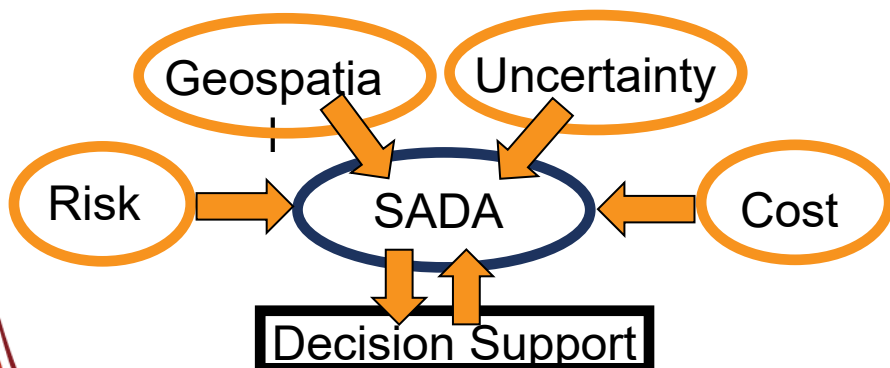 Geospatia
l
Uncertainty
Risk
SADA
Cost
Decision Support